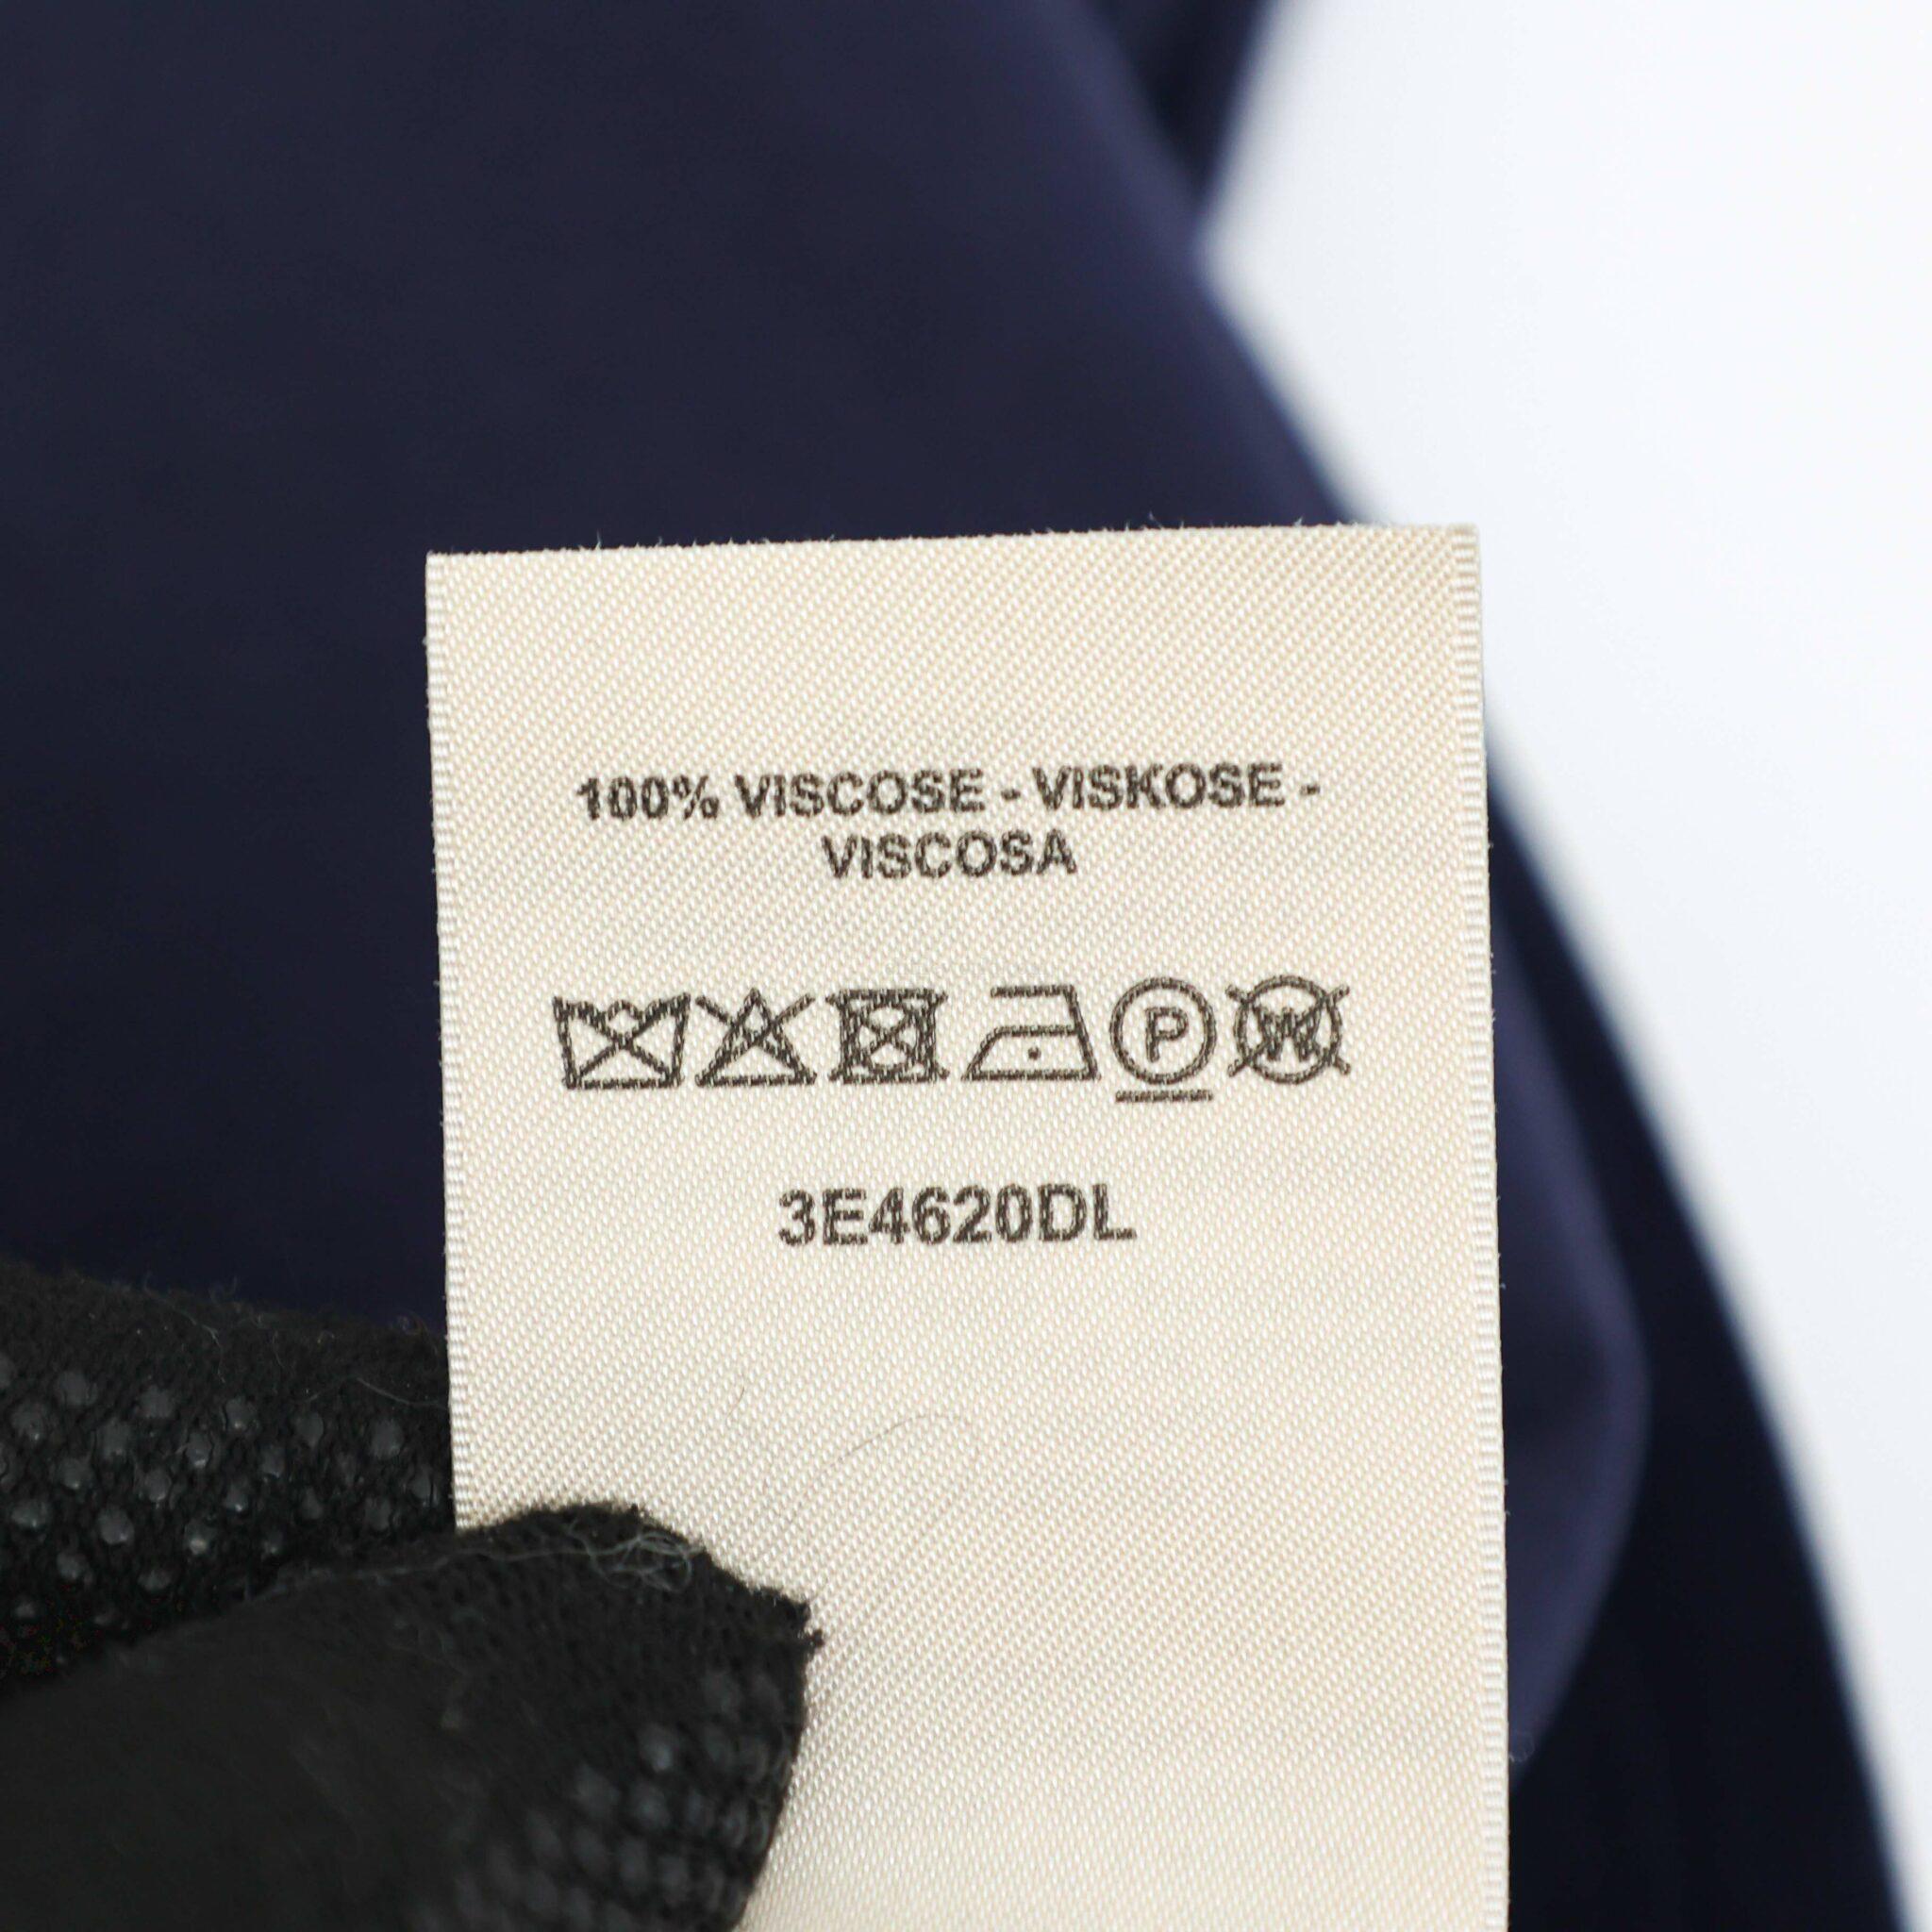 100% VISCOSE - VISKOSE -
VISCOSA
P W
3E4620DL